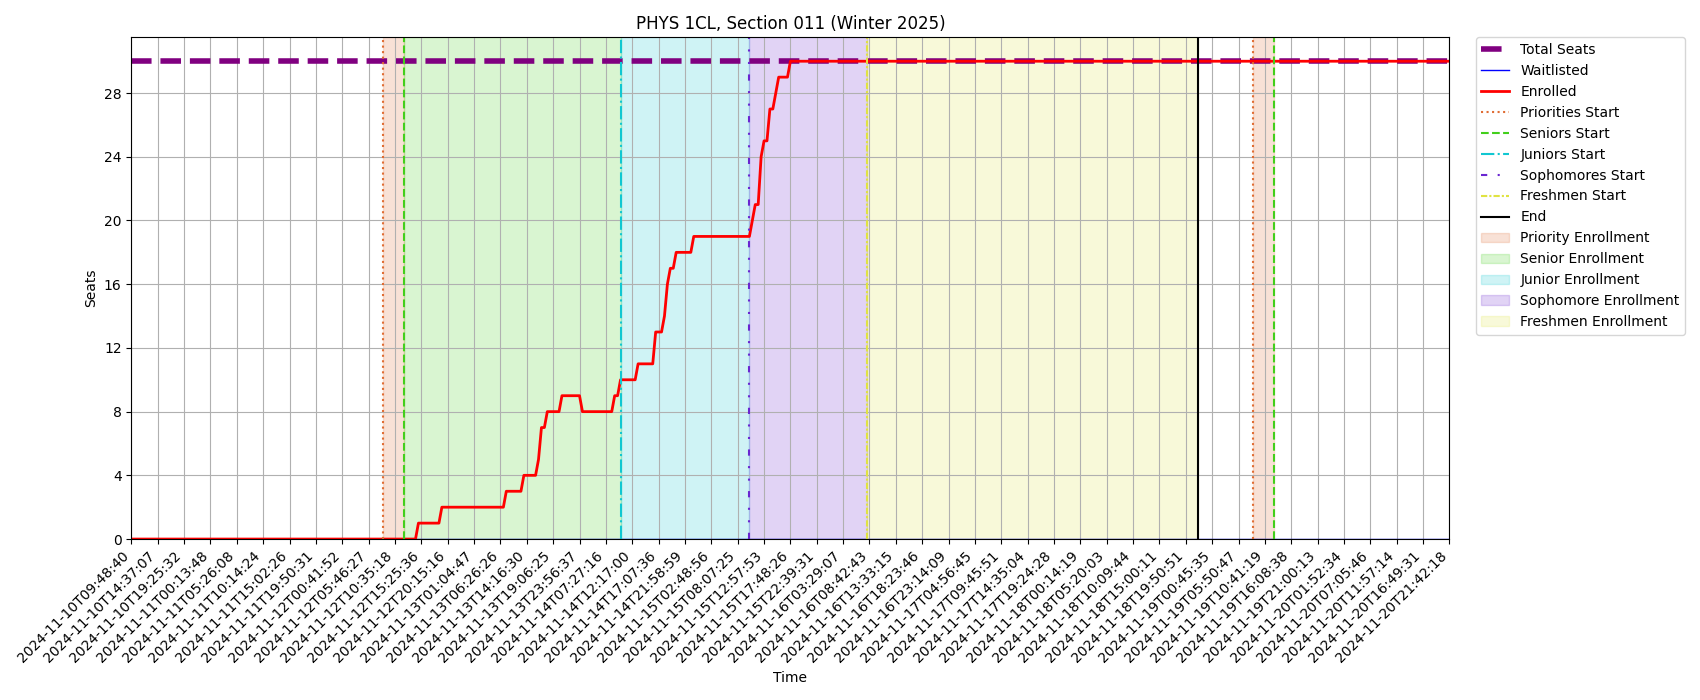 PHYS 1CL, Section 011 (Winter 2025)
Total Seats
Waitlisted
Enrolled
Priorities Start
Seniors Start
Juniors Start
Sophomores Start
Freshmen Start
End
Priority Enrollment
Senior Enrollment
Junior Enrollment
Sophomore Enrollment
Freshmen Enrollment
Seats
28
24
20
16
12
8
4
0
2024-11-10T09:48:40
2024-11-10T14:37:07
2024-11-10T19:25:32
2024-11-11T00:13:48
2024-11-11T05:26:08
2024-11-11T10:14:24
2024-11-11T15:02:26
2024-11-11T19:50:31
2024-11-12T00:41:52
2024-11-12T05:46:27
2024-11-12T10:35:18
2024-11-12T15:25:36
2024-11-12T20:15:16
2024-11-13T01:04:47
2024-11-13T06:26:26
2024-11-13T14:16:30
2024-11-13T19:06:25
2024-11-13T23:56:37
2024-11-14T07:27:16
2024-11-14T12:17:00
2024-11-14T17:07:36
2024-11-14T21:58:59
2024-11-15T02:48:56
2024-11-15T08:07:25
2024-11-15T12:57:53
2024-11-15T17:48:26
2024-11-15T22:39:31
2024-11-16T03:29:07
2024-11-16T08:42:43
2024-11-16T13:33:15
2024-11-16T18:23:46
2024-11-16T23:14:09
2024-11-17T04:56:45
2024-11-17T09:45:51
2024-11-17T14:35:04
2024-11-17T19:24:28
2024-11-18T00:14:19
2024-11-18T05:20:03
2024-11-18T10:09:44
2024-11-18T15:00:11
2024-11-18T19:50:51
2024-11-19T00:45:35
2024-11-19T05:50:47
2024-11-19T10:41:19
2024-11-19T16:08:38
2024-11-19T21:00:13
2024-11-20T01:52:34
2024-11-20T07:05:46
2024-11-20T11:57:14
2024-11-20T16:49:31
2024-11-20T21:42:18
Time